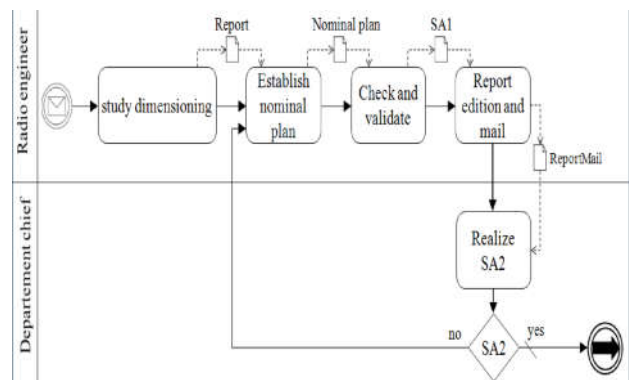 Radio engineer
Report
Nominal plan
SA1
study dimensioning
Establish
nominal
plan
Check and
validate
Report
edition and
mail
ReportMail
Departement chief
Realize
SA2
no
SA2
yes